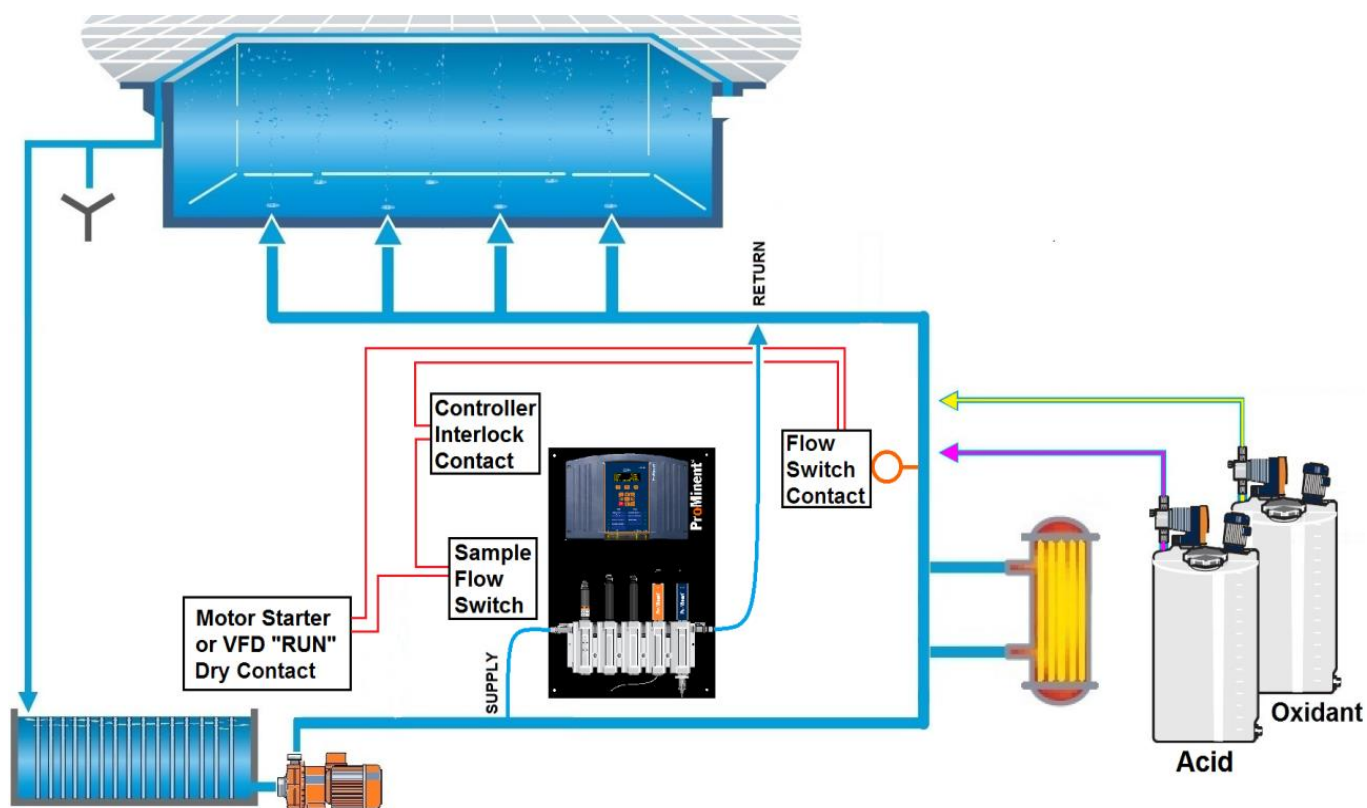 RETURN
Controller
Interlock
Contact
Flow
Switch
Contact
ProMinent
Sample
Flow
Switch
Motor Starter
or VFD "RUN"
Dry Contact
SUPPLY
Oxidant
Acid